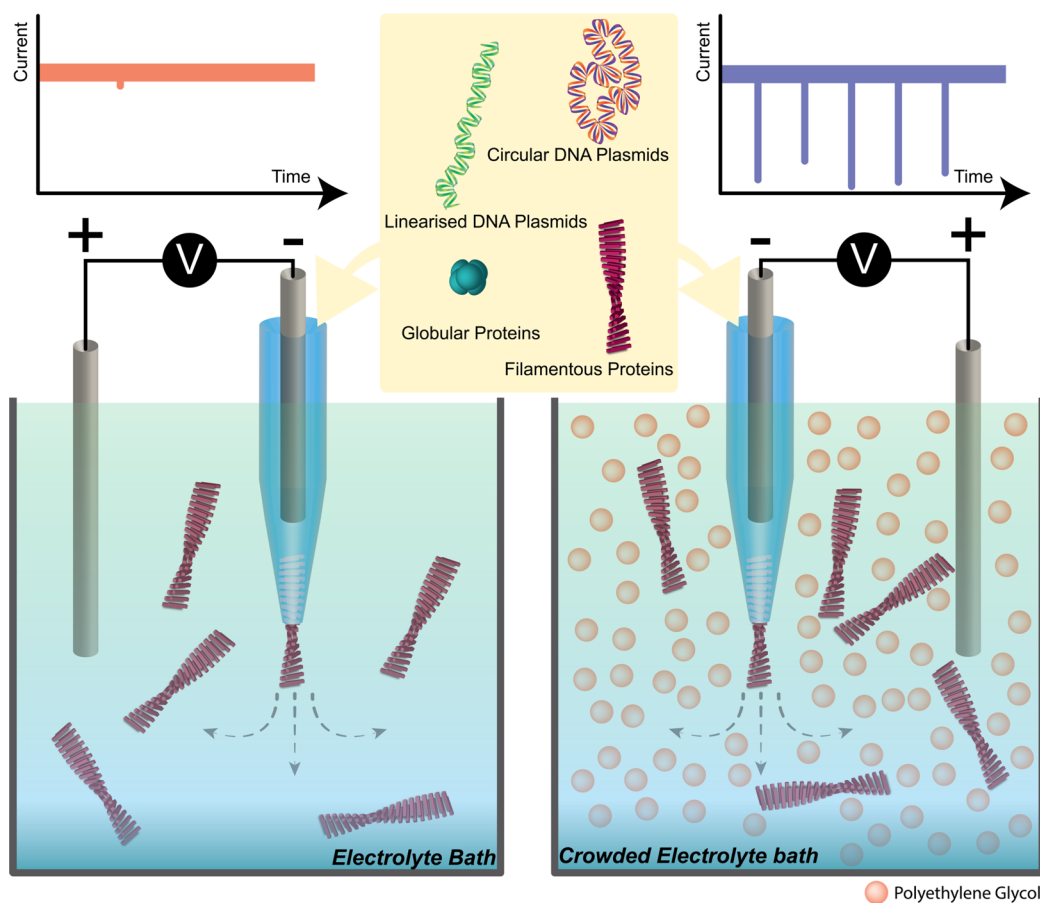 Current
Time
Circular DNA Plasmids
Linearised DNA Plasmids
Globular Proteins
Filamentous Proteins
Current
Time
+
V
-
-
V
+
Electrolyte Bath
Crowded Electrolyte bath
Polyethylene Glycol